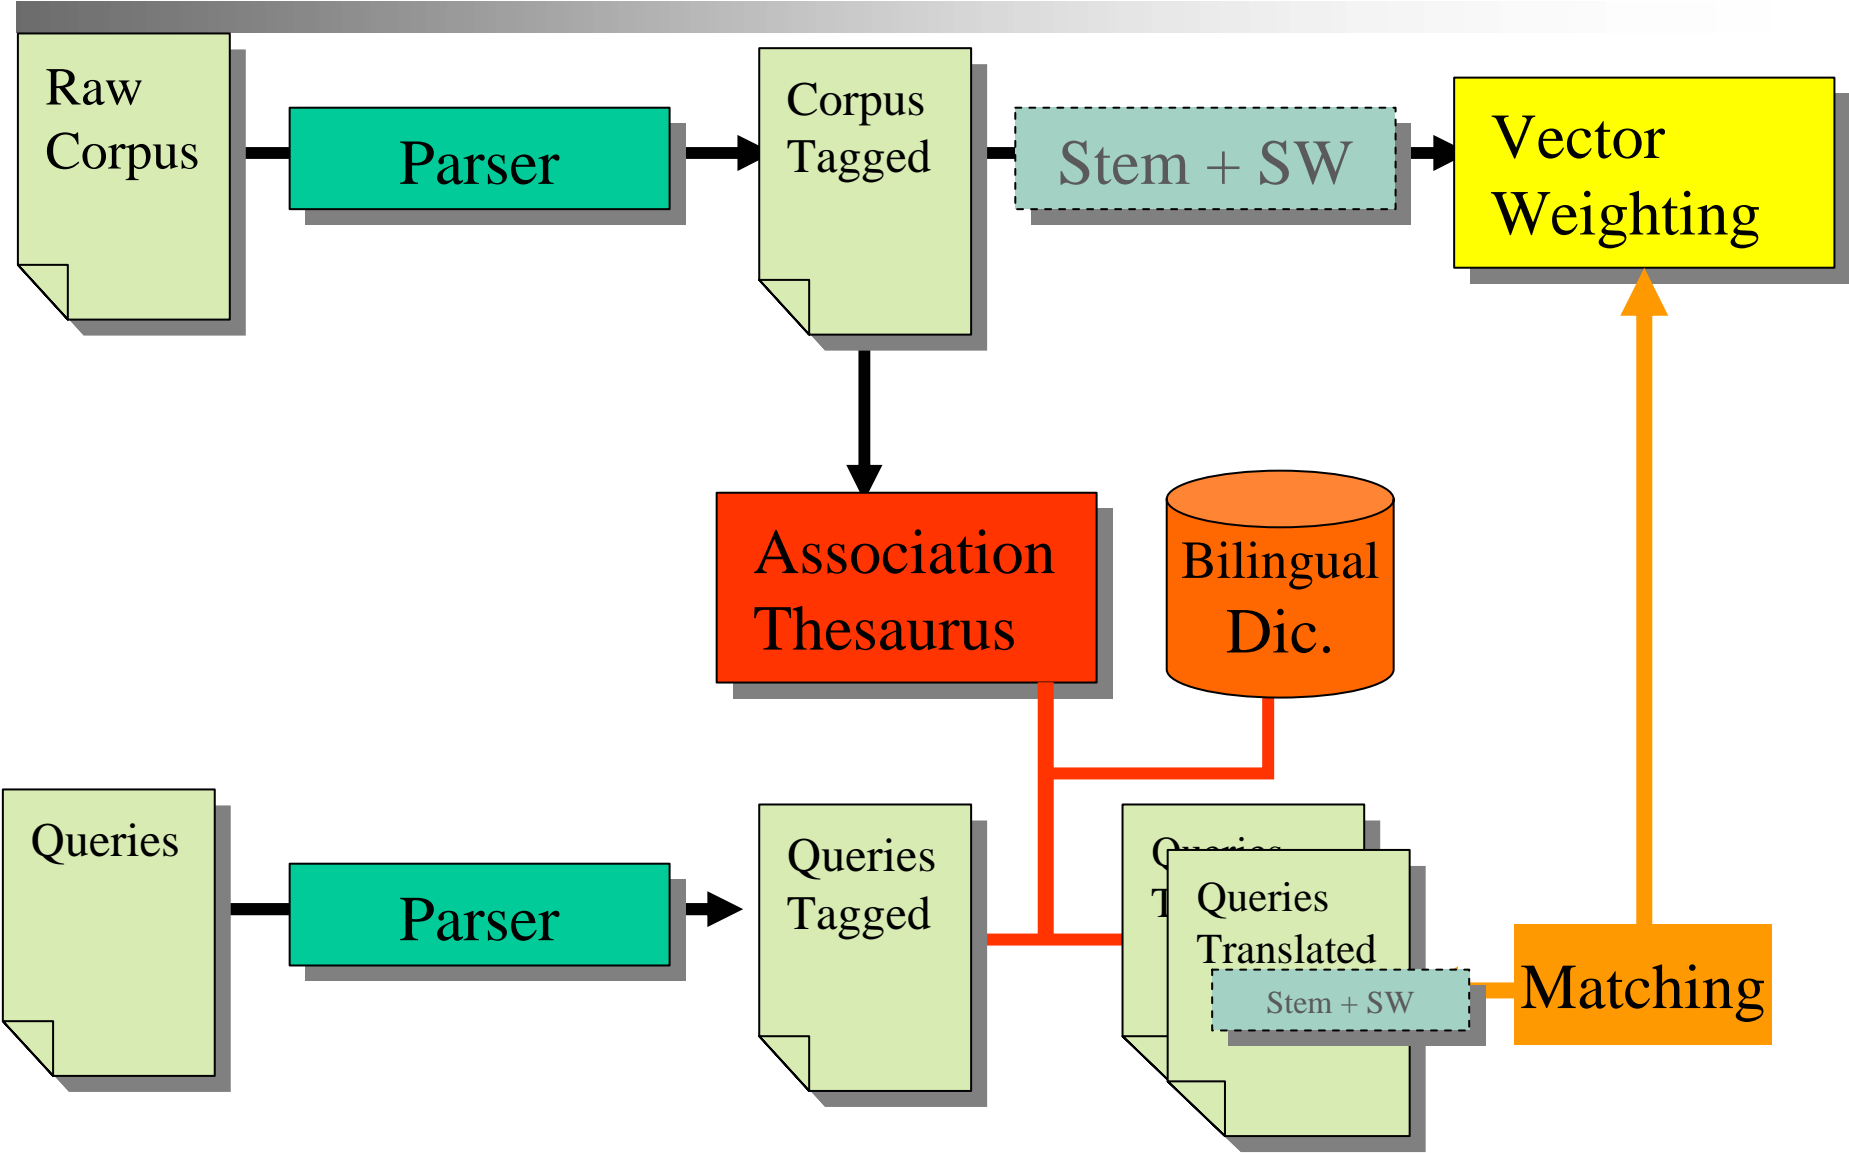 Raw
Corpus
Parser
Corpus
Tagged
Stem + SW
Vector
Weighting
Association
Thesaurus
Bilingual
Dic.
Queries
Parser
Queries
Tagged
Queries
Translated
Stem + SW
Matching